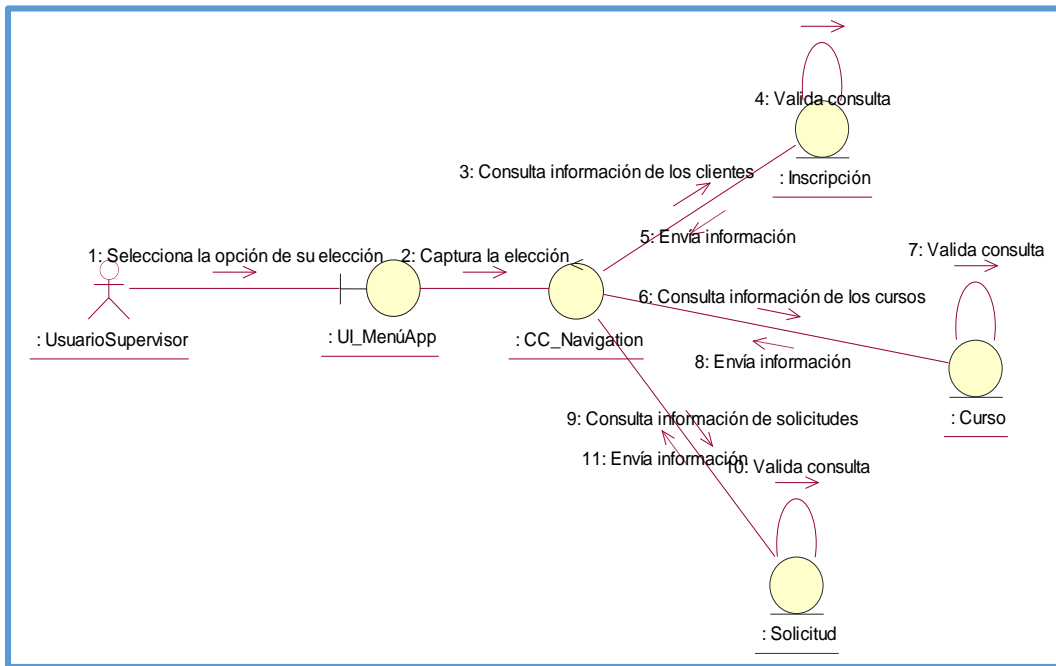 4: Valida consulta
: Inscripción
3: Consulta información de los clientes
5: Envía información
7: Valida consulta
1: Selecciona la opción de su elección
2: Captura la elección
6: Consulta información de los cursos
: UsuarioSupervisor
: UI_MenúApp
: CC_Navigation
8: Envía información
: Curso
9: Consulta información de solicitudes
11: Envía información
10: Valida consulta
: Solicitud